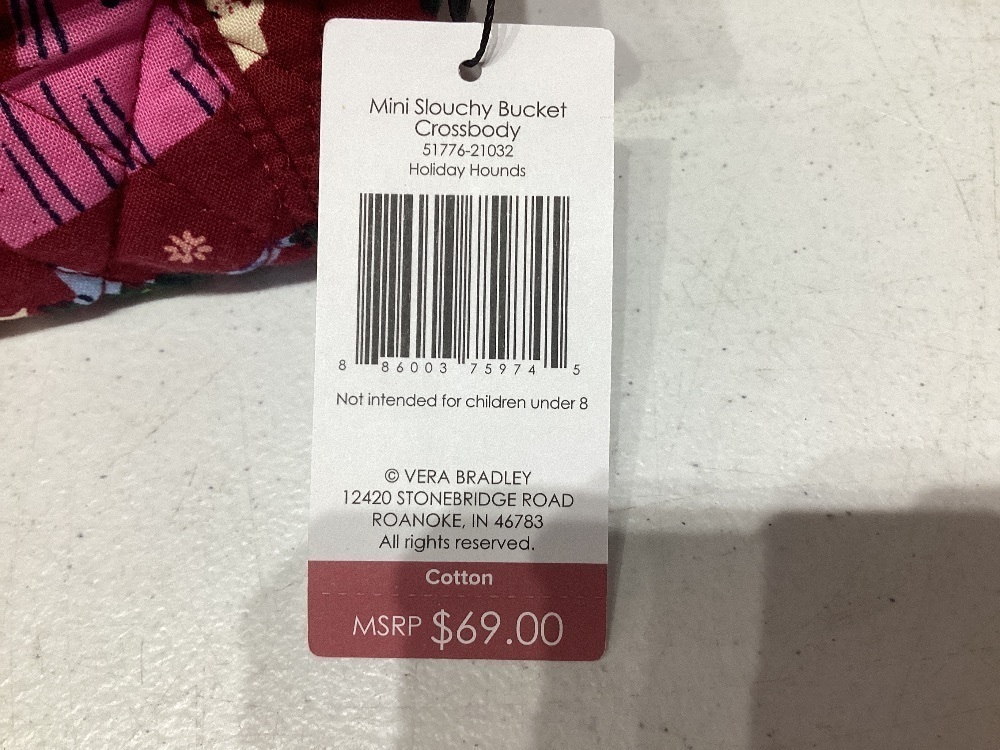 Mini Slouchy Bucket
Crossbody
51776-21032
Holiday Hounds
8 86003 75974 5
Not intended for children under 8
© VERA BRADLEY
12420 STONEBRIDGE ROAD
ROANOKE, IN 46783
All rights reserved.
Cotton
MSRP $69.00